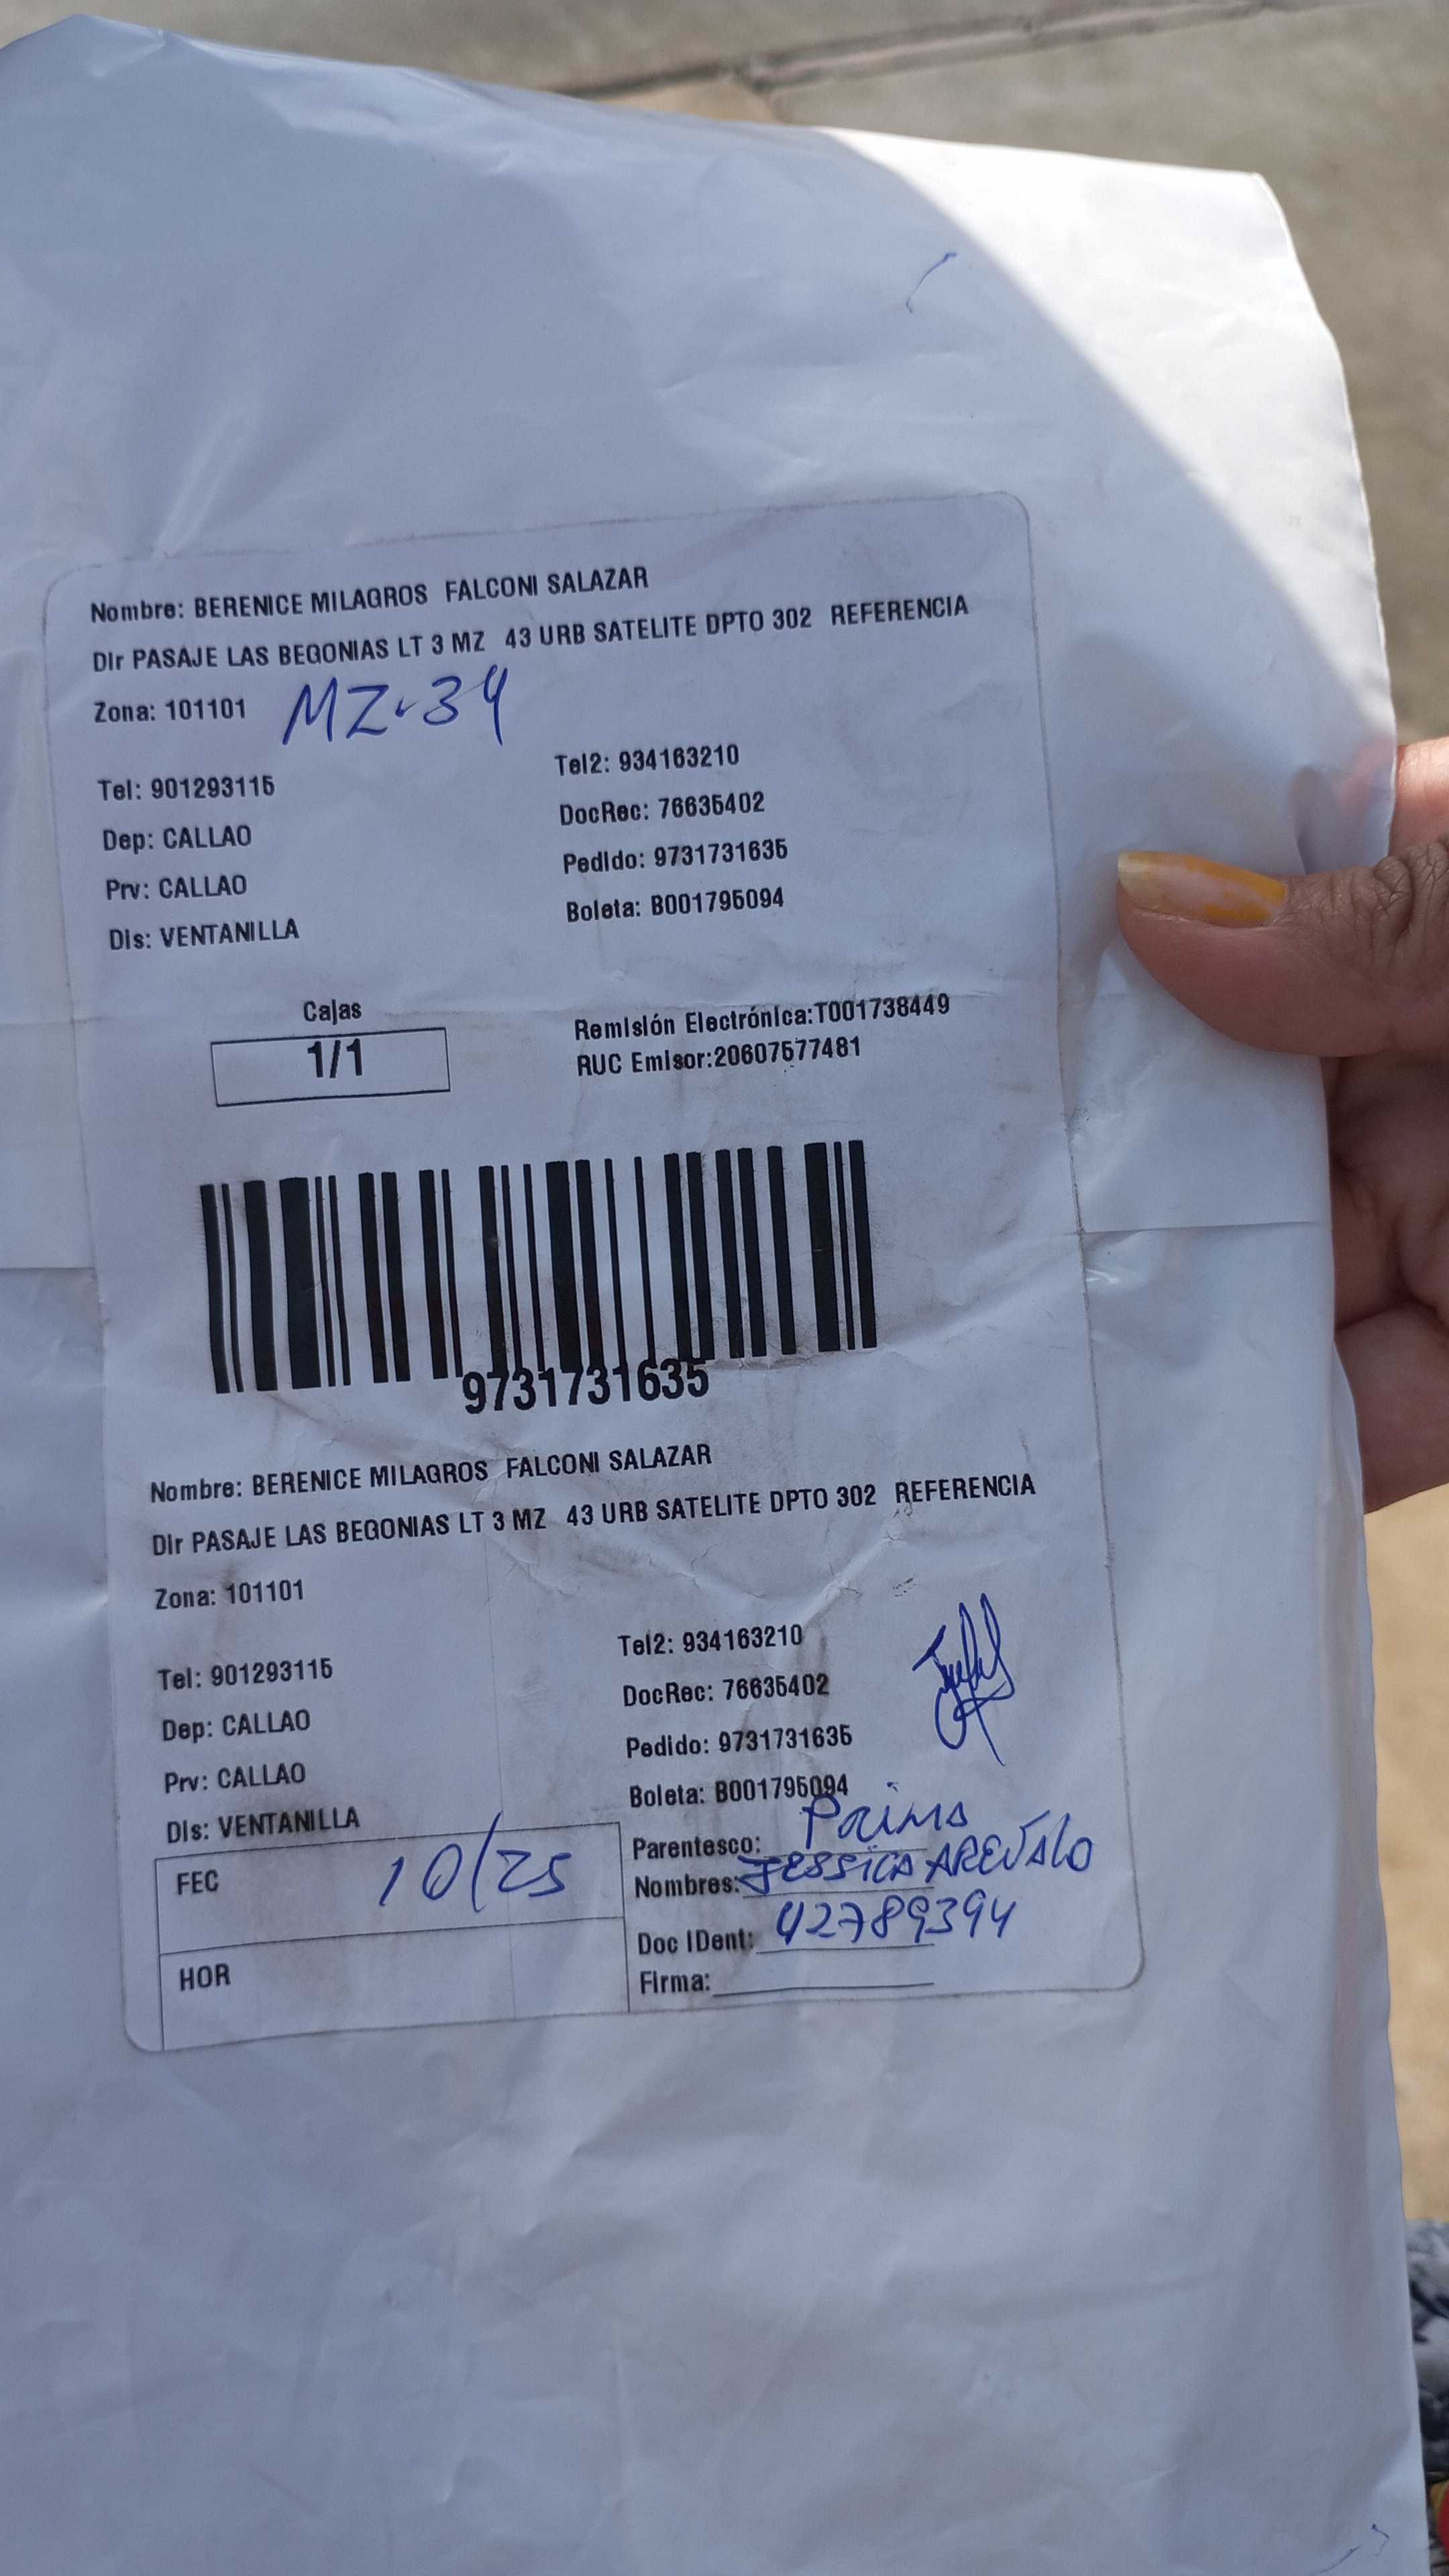 Nombre: BERENICE MILAGROS FALCONI SALAZAR
Dir PASAJE LAS BEGONIAS LT 3 MZ 43 URB SATELITE DPTO 302 REFERENCIA
Zona: 101101 MZ-34
Tel: 901293115
Tel2: 934163210
Dep: CALLAO
DocRec: 76635402
Prv: CALLAO
Pedido: 9731731635
Dis: VENTANILLA
Boleta: B001795094
Cajas
1/1
Remisión Electrónica:T001738449
RUC Emisor:20607577481
9731731635
Nombre: BERENICE MILAGROS FALCONI SALAZAR
Dir PASAJE LAS BEGONIAS LT 3 MZ 43 URB SATELITE DPTO 302 REFERENCIA
Zona: 101101
Tel: 901293115
Tel2: 934163210
Dep: CALLAO
DocRec: 76635402
Prv: CALLAO
Pedido: 9731731635
Dis: VENTANILLA
Boleta: B001795094
FEC 10/25
HOR
Parentesco: Prima
Nombres: JESSICA AREVALO
Doc IDent: 42789394
Firma: